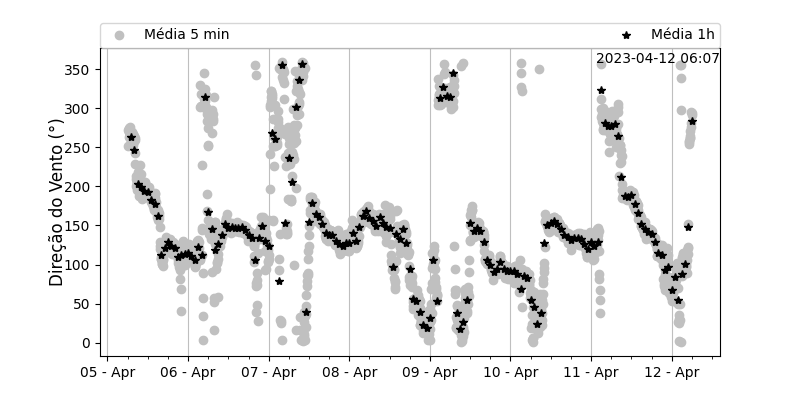 Média 5 min
Média 1h
2023-04-12 06:07
Direção do Vento (°)
350
300
250
200
150
100
50
0
05 - Apr
06 - Apr
07 - Apr
08 - Apr
09 - Apr
10 - Apr
11 - Apr
12 - Apr